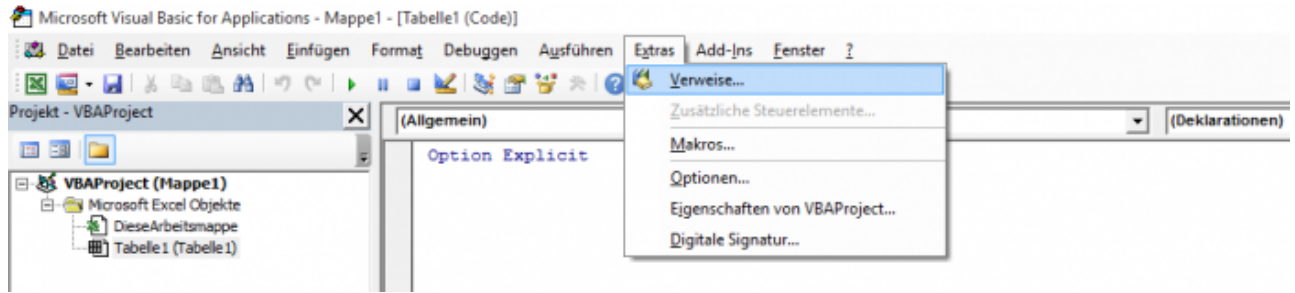 Microsoft Visual Basic for Applications - Mappe1 - [Tabelle1 (Code)]
Datei Bearbeiten Ansicht Einfügen Format Debuggen Ausführen Extras Add-Ins Fenster ?
Verweise...
Projekt - VBAProject
(Allgemein)
Zusätzliche Steuerelemente...
(Deklarationen)
Makros...
Option Explicit
Optionen...
VBAProject (Mappe1)
Eigenschaften von VBAProject...
Microsoft Excel Objekte
DieseArbeitsmappe
Digitale Signatur...
Tabelle1 (Tabelle1)